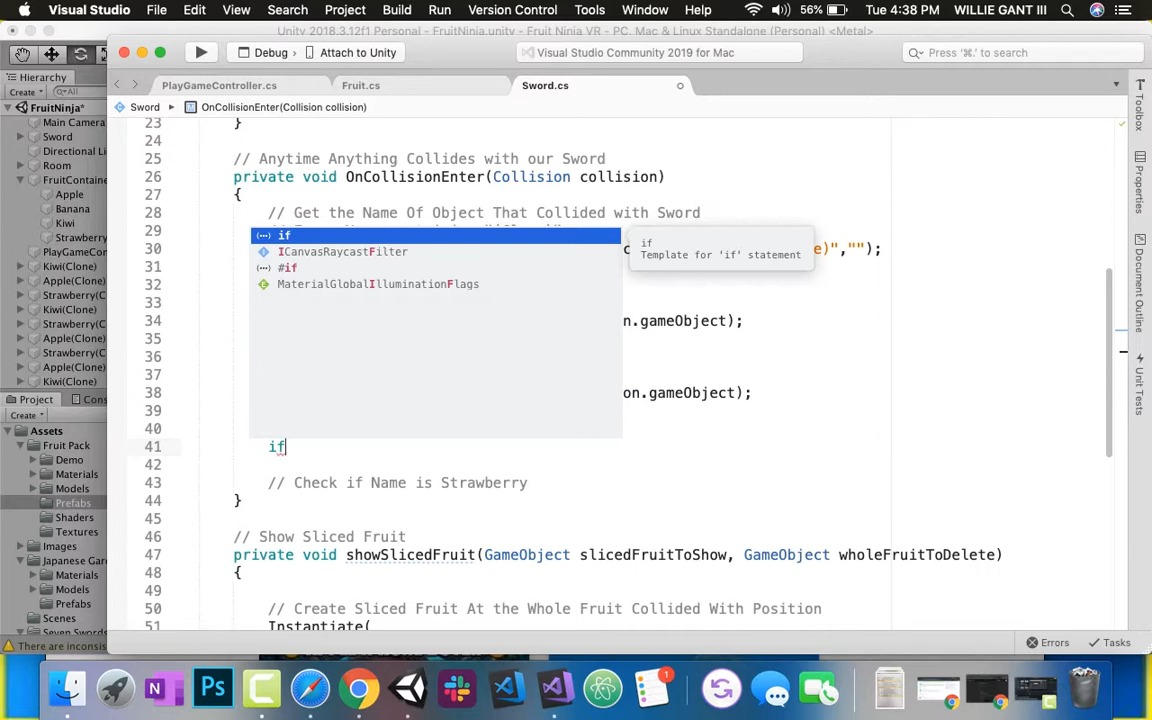 Visual Studio File Edit View Search Project Build Run Version Control Tools Window Help 56% Tue 4:38 PM WILLIE GANT III
Unity 2018.3.12f1 Personal - FruitNinja.unity - Fruit Ninja VR - PC, Mac & Linux Standalone (Personal) <Metal>
Debug Attach to Unity
Visual Studio Community 2019 for Mac
Press '⌘.' to search
Hierarchy
Create All
FruitNinja*
Main Camera
Sword
Directional Li
Room
FruitContaine
Apple
Banana
Kiwi
Strawberry
PlayGameCo
Kiwi(Clone)
Apple(Clone)
Strawberry(C
Kiwi(Clone)
Strawberry(C
Apple(Clone)
Strawberry(C
Apple(Clone)
Kiwi(Clone)
Project Cons
Create
Assets
Fruit Pack
Demo
Materials
Models
Prefabs
Shaders
Textures
Images
Japanese Gar
Materials
Models
Prefabs
Scenes
Seven Swords
There are inconsis
PlayGameController.cs Fruit.cs Sword.cs
Sword OnCollisionEnter(Collision collision)
23 }
24
25 // Anytime Anything Collides with our Sword
26 private void OnCollisionEnter(Collision collision)
27 {
28 // Get the Name Of Object That Collided with Sword
29
30 e)","");
31
32
33
34 n.gameObject);
35
36
37
38 on.gameObject);
39
40
41 if
42
43 // Check if Name is Strawberry
44 }
45
46 // Show Sliced Fruit
47 private void showSlicedFruit(GameObject slicedFruitToShow, GameObject wholeFruitToDelete)
48 {
49
50 // Create Sliced Fruit At the Whole Fruit Collided With Position
51 Instantiate(
if
ICanvasRaycastFilter
#if
MaterialGlobalIlluminationFlags
if
Template for 'if' statement
Toolbox
Properties
Document Outline
Unit Tests
Errors Tasks
N Ps
1